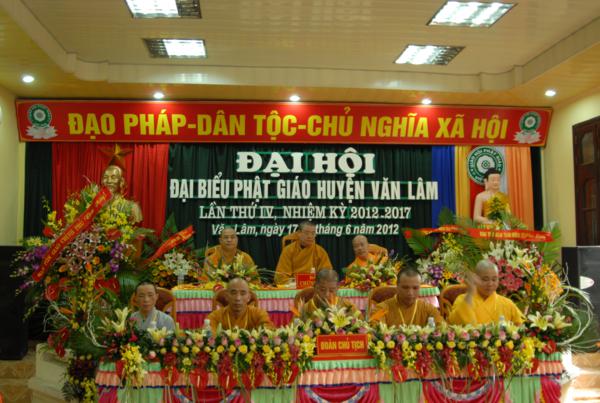 ĐẠO PHÁP-DÂN TỘC-CHỦ NGHĨA XÃ HỘI
ĐẠI HỘI
ĐẠI BIỂU PHẬT GIÁO HUYỆN VĂN LÂM
LẦN THỨ IV, NHIỆM KỲ 2012-2017
Văn Lâm, ngày 17 tháng 6 năm 2012
ĐOÀN CHỦ TỊCH